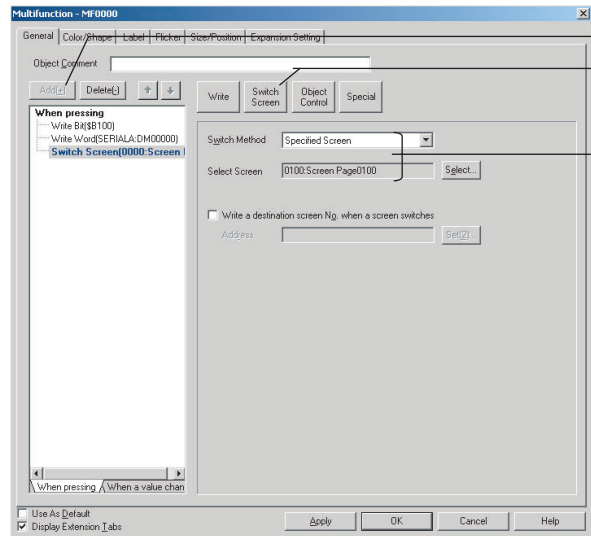 Multifunction - MF0000
General Color/Shape Label Flicker Size/Position Expansion Setting
Object Comment
Add[+] Delete[-]
Write Switch Screen Object Control Special
When pressing
Write Bit($B100)
Write Word(SERIALA:DM00000)
Switch Screen(0000:Screen
Switch Method Specified Screen
Select Screen 0100:Screen Page0100 Select...
Write a destination screen No. when a screen switches
Address Set[2]...
When pressing When a value chan
Use As Default
Display Extension Tabs
Apply OK Cancel Help